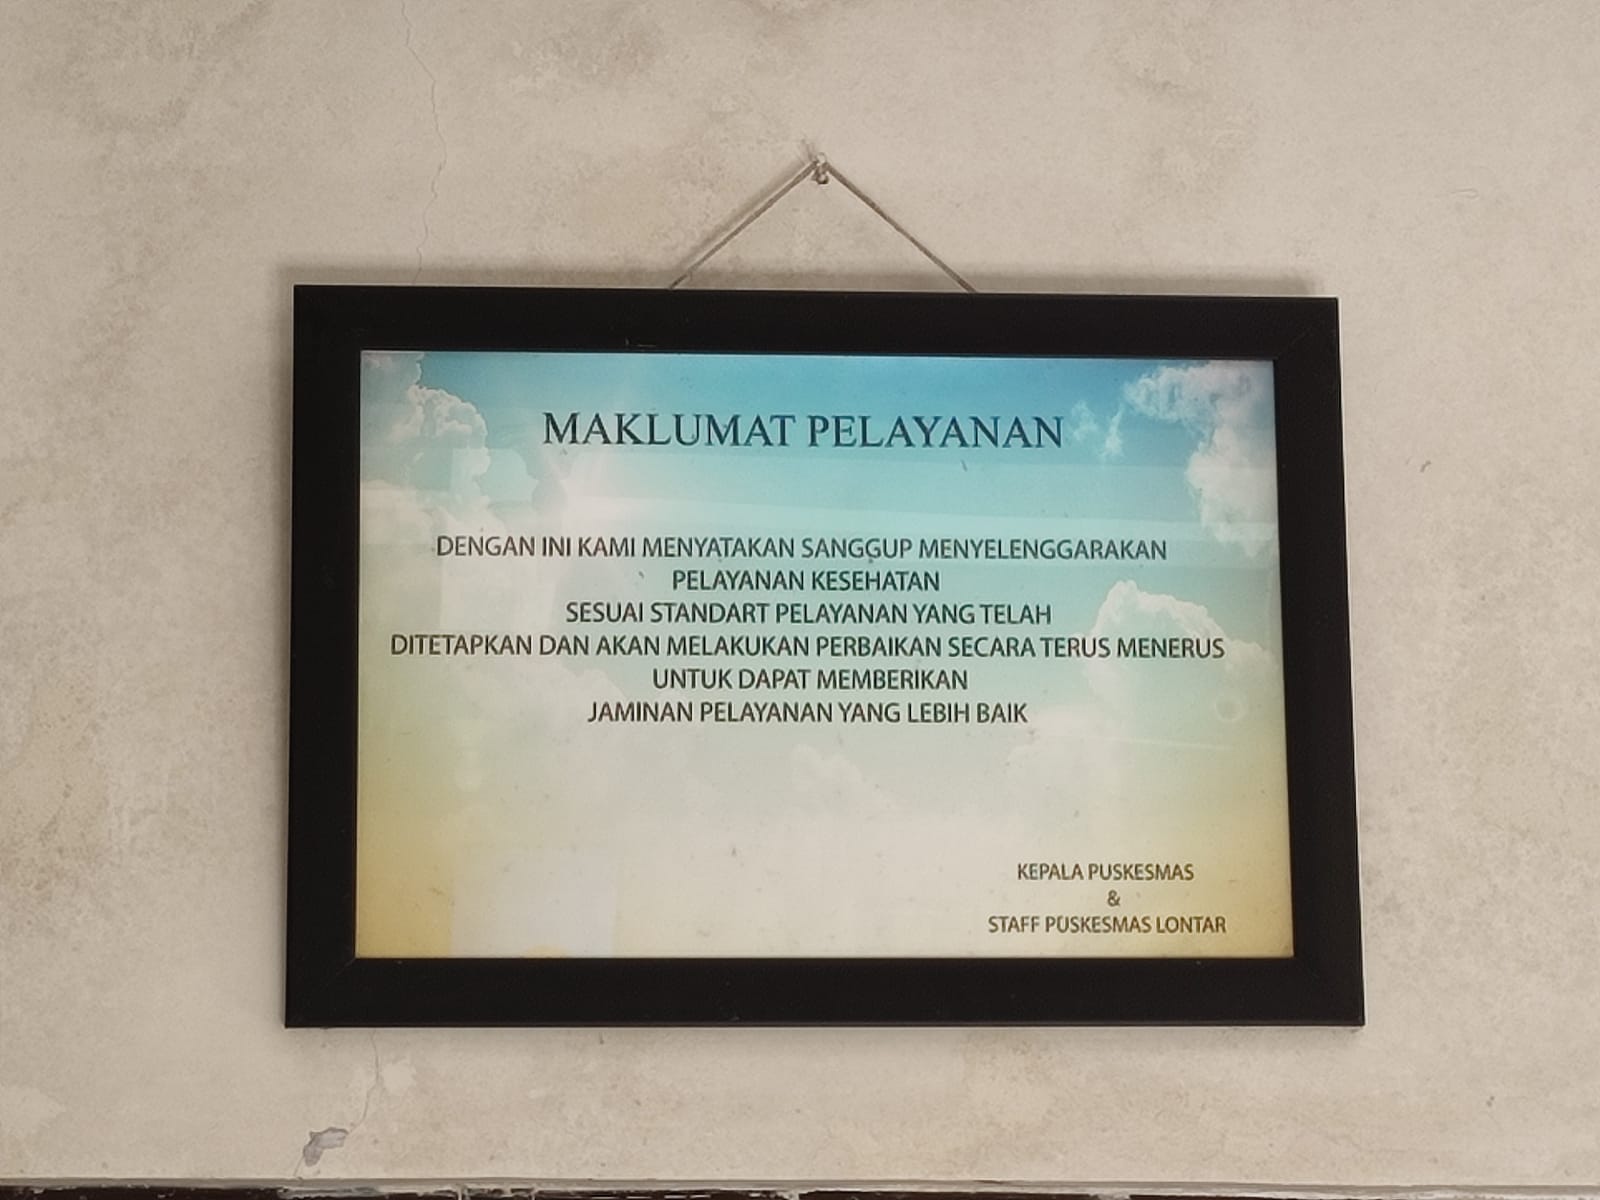 MAKLUMAT PELAYANAN
DENGAN INI KAMI MENYATAKAN SANGGUP MENYELENGGARAKAN
PELAYANAN KESEHATAN
SESUAI STANDART PELAYANAN YANG TELAH
DITETAPKAN DAN AKAN MELAKUKAN PERBAIKAN SECARA TERUS MENERUS
UNTUK DAPAT MEMBERIKAN
JAMINAN PELAYANAN YANG LEBIH BAIK
KEPALA PUSKESMAS
&
STAFF PUSKESMAS LONTAR